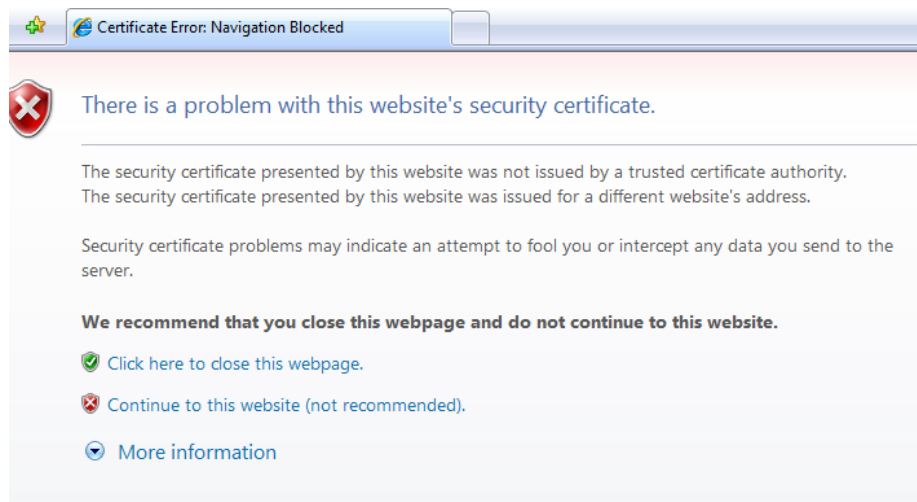 Certificate Error: Navigation Blocked
There is a problem with this website's security certificate.
The security certificate presented by this website was not issued by a trusted certificate authority.
The security certificate presented by this website was issued for a different website's address.
Security certificate problems may indicate an attempt to fool you or intercept any data you send to the
server.
We recommend that you close this webpage and do not continue to this website.
Click here to close this webpage.
Continue to this website (not recommended).
More information